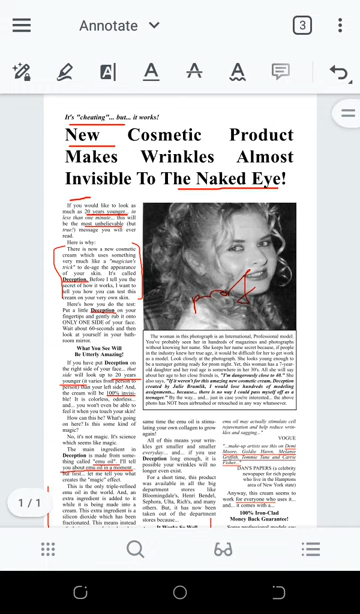 Annotate
3
It's "cheating"... but... it works!
New Cosmetic Product
Makes Wrinkles Almost
Invisible To The Naked Eye!
If you would like to look as
much as 20 years younger, in
less than one minute... this will
be the most unbelievable (but
true!) message you will ever
read.
Here is why:
There is now a new cosmetic
cream which uses something
very much like a "magician's
trick" to de-age the appearance
of your skin. It's called
Deception. Before I tell you the
secret of how it works, I want to
tell you how you can test this
cream on your very own skin.
Here's how you do the test:
Put a little Deception on your
fingertips and gently rub it onto
ONLY ONE SIDE of your face.
Wait about 60-seconds and then
look at yourself in your bath-
room mirror.
What You See Will
Be Utterly Amazing!
If you have put Deception on
the right side of your face... that
side will look up to 20 years
younger (it varies from person to
person) than your left side! And,
the cream will be 100% invis-
ible! It is colorless, odorless...
and, you won't even be able to
feel it when you touch your skin!
How can this be? What's going
on here? Is this some kind of
magic?
No, it's not magic. It's science
which seems like magic.
The main ingredient in
Deception is made from some-
thing called "emu oil". I'll tell
you about emu oil in a moment,
but first... let me tell you what
creates the "magic" effect.
This is the only triple-refined
emu oil in the world. And, an
extra ingredient is added to it
while it is being made into a
cream. This extra ingredient is a
silicon dioxide which has been
fractionated. This means instead
The woman in this photograph is an International, Professional model.
You've probably seen her in hundreds of magazines and photographs
and never known her name. She keeps her name secret because, if people
in the industry knew her true age, it would be difficult for her to get work
as a model. Look closely at the photograph. She looks young enough to
be a teenager getting ready for prom night. Yet, this woman has a 7-year-
old daughter and her real age is somewhere in her 30's. All she will say
about her age to her close friends is, "I'm dangerously close to 40." She
also says, "If it weren't for this amazing new cosmetic cream, Deception
created by Julie Brumlik, I would lose hundreds of modeling
assignments... because... there is no way I could pass myself off as a
teenager." By the way... and, just in case you're interested... the above
photo has NOT been airbrushed or retouched in any way whatsoever.
same time the emu oil is stimu-
lating your own collagen to grow
again!
All of this means your wrin-
kles get smaller and smaller
everyday... and... if you use
Deception long enough, it is
possible your wrinkles will no
longer even exist.
For a short time, this product
was available in all the big
department stores like
Bloomingdale's, Henri Bendel,
Sephora, Ulta, Rich's, and many
others. But, it has now been
taken out of the department
stores because...
It Works So Well
emu oil may actually stimulate cell
rejuvenation and help reduce wrin-
kles and sagging..."
VOGUE
"...make-up artists use this on Demi
Moore, Goldie Hawn, Melanie
Griffith, Tommie June and Carrie
Fisher..."
DAN'S PAPERS (a celebrity
newspaper for rich people
who live in the Hamptons
area of New York state)
Anyway, this cream seems to
work for everyone who uses it...
and... it comes with a...
100% Iron-Clad
Money Back Guarantee!
1 / 1